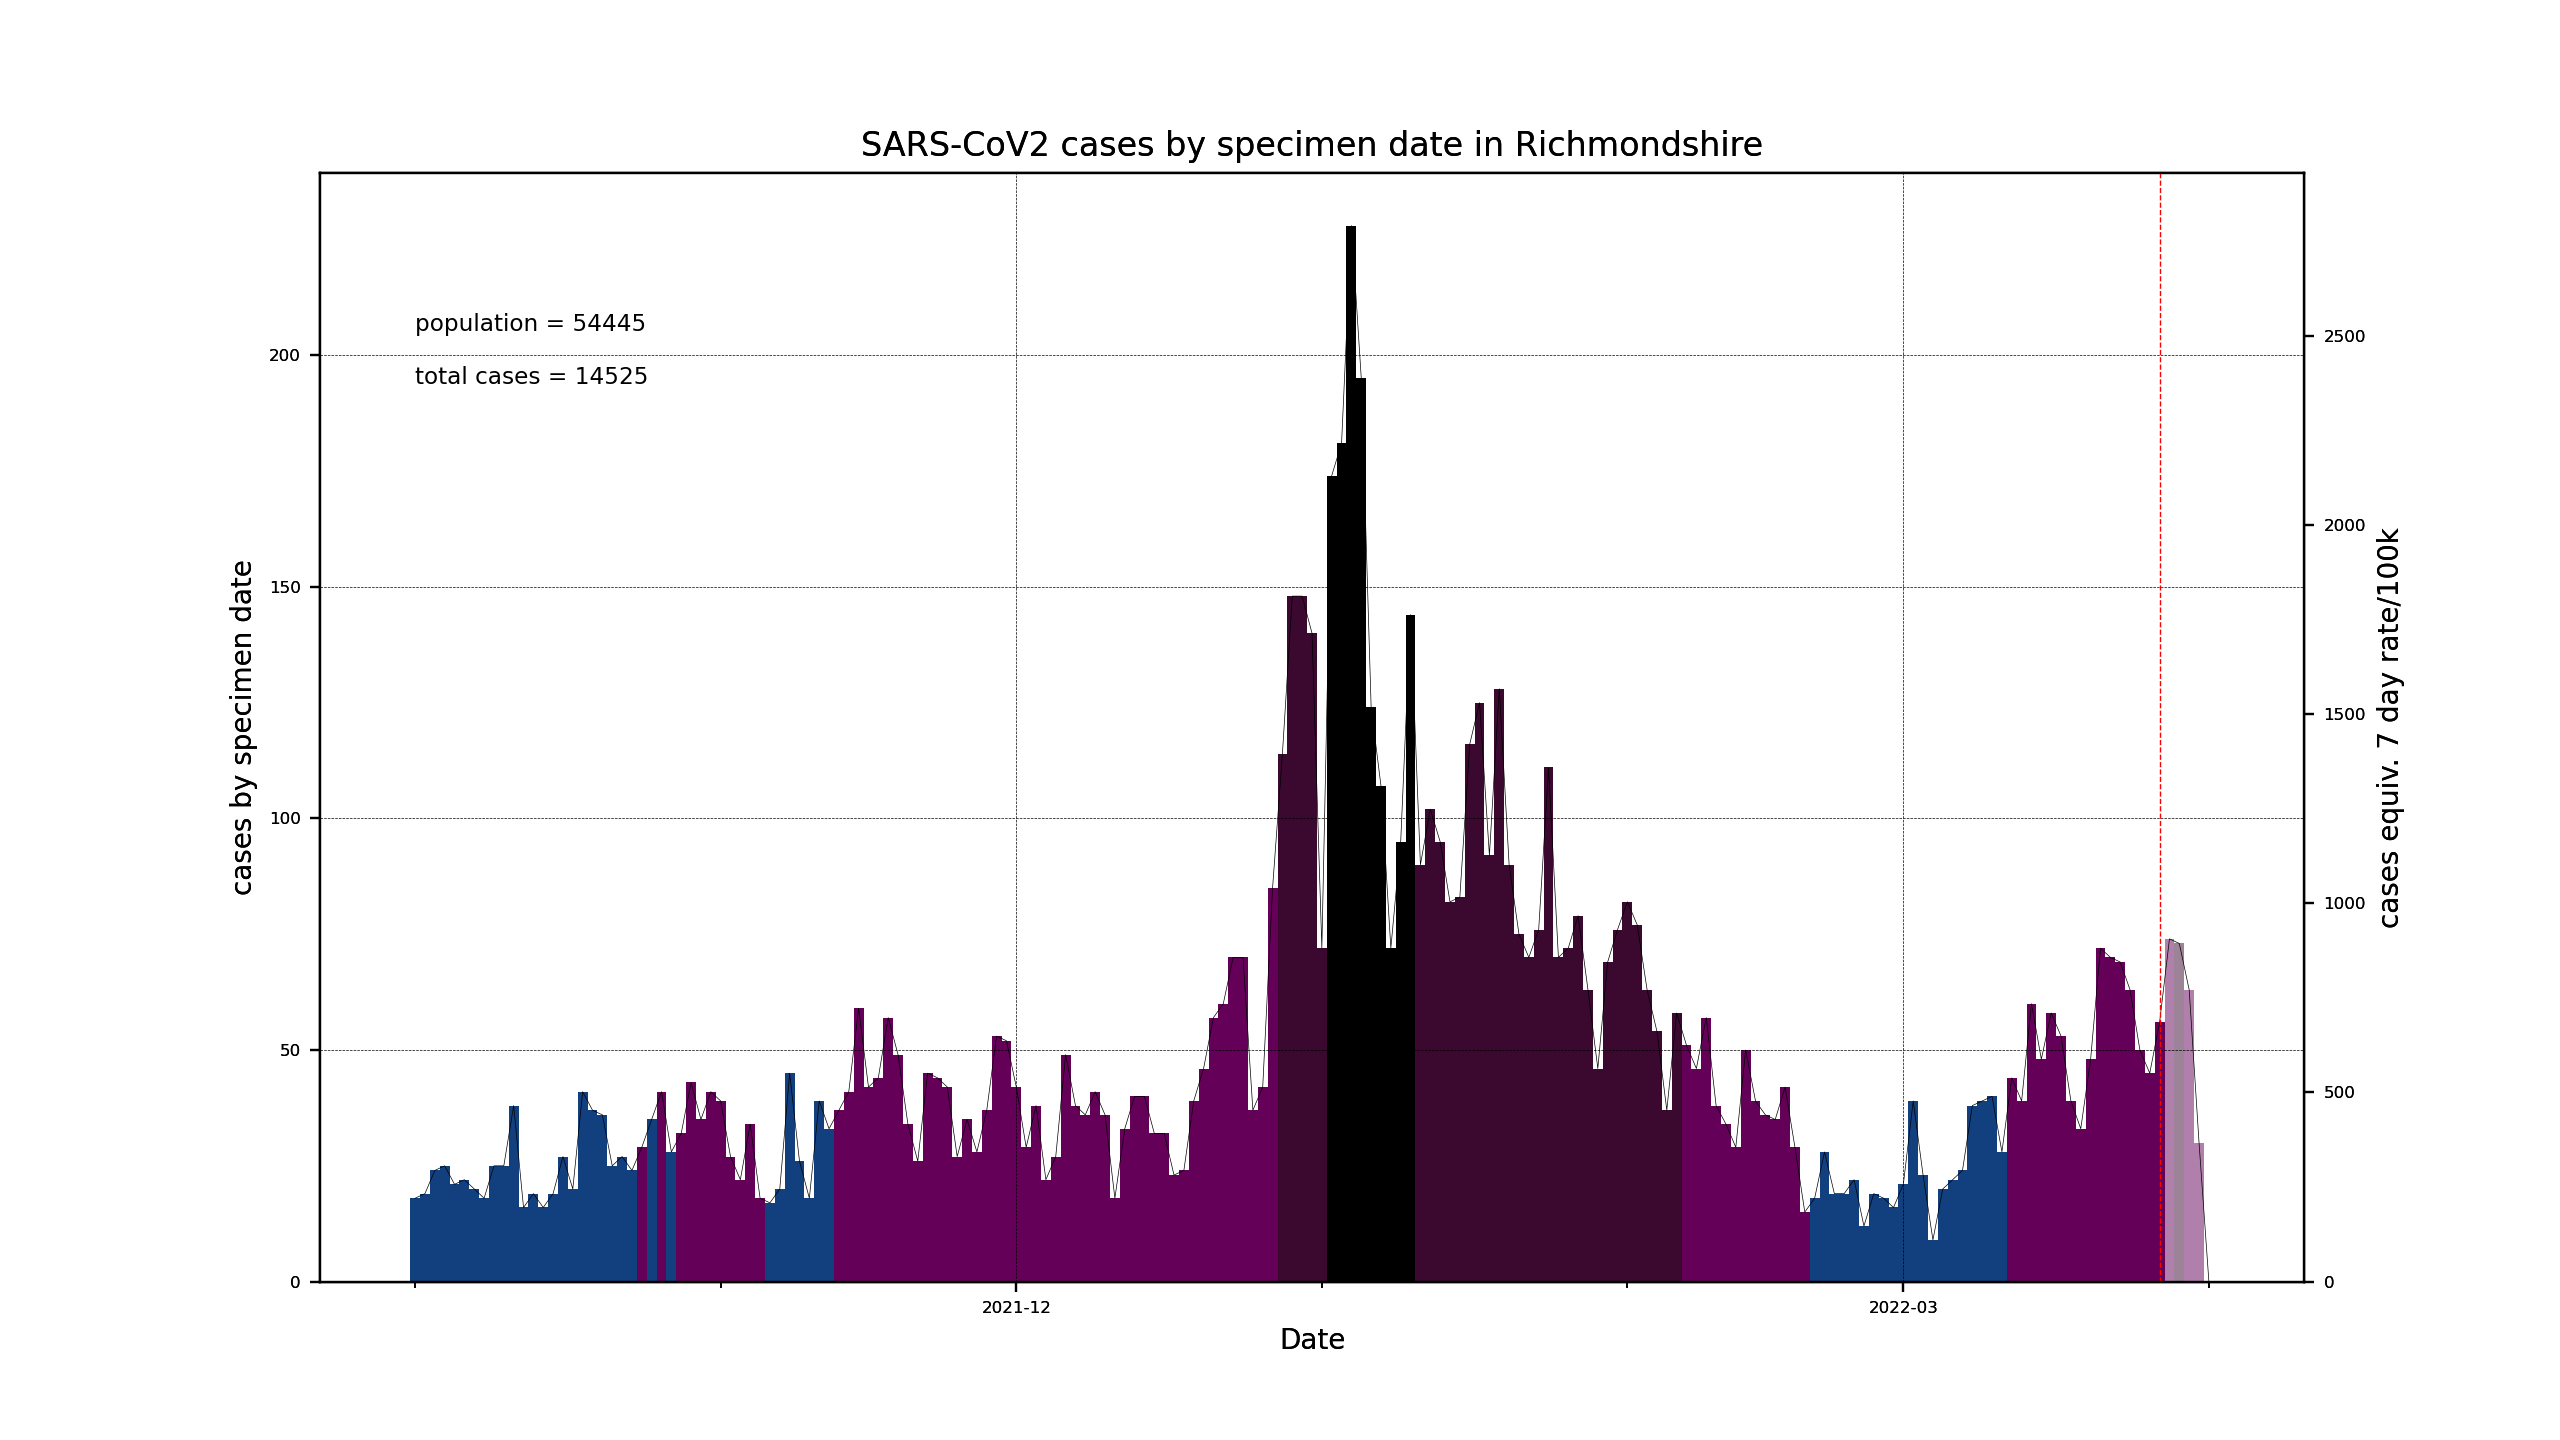 SARS-CoV2 cases by specimen date in Richmondshire
population = 54445
total cases = 14525
cases by specimen date
200
150
100
50
0
2500
2000
1500
1000
500
0
cases equiv. 7 day rate/100k
2021-12
2022-03
Date